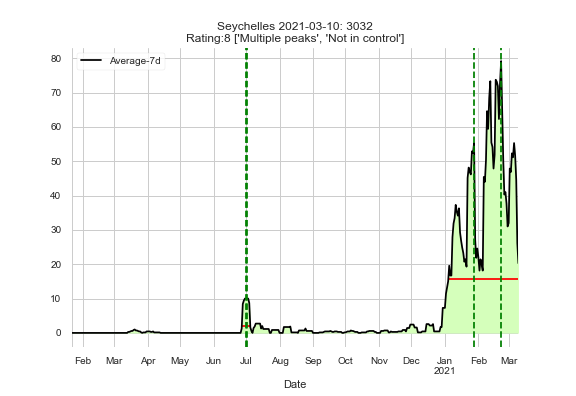 Seychelles 2021-03-10: 3032
Rating:8 ['Multiple peaks', 'Not in control']
Average-7d
80
70
60
50
40
30
20
10
0
Feb Mar Apr May Jun Jul Aug Sep Oct Nov Dec Jan Feb Mar
2021
Date